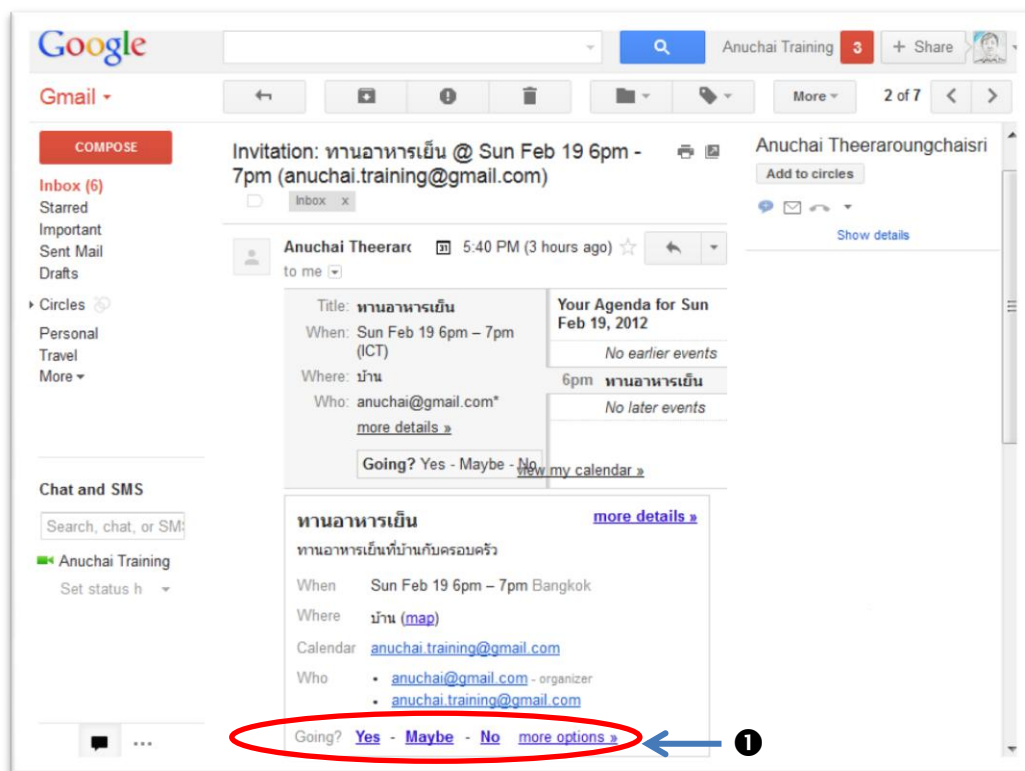 Google
Anuchai Training 3 + Share
Gmail
More 2 of 7
COMPOSE
Inbox (6)
Starred
Important
Sent Mail
Drafts
Circles
Personal
Travel
More
Chat and SMS
Search, chat, or SM
Anuchai Training
Set status h
Invitation: ทานอาหารเย็น @ Sun Feb 19 6pm -
7pm (anuchai.training@gmail.com)
Inbox x
Anuchai Theerarc 31 5:40 PM (3 hours ago)
to me
Title: ทานอาหารเย็น
When: Sun Feb 19 6pm – 7pm
(ICT)
Where: บ้าน
Who: anuchai@gmail.com*
more details »
Going? Yes - Maybe - No
Your Agenda for Sun
Feb 19, 2012
No earlier events
6pm ทานอาหารเย็น
No later events
view my calendar »
ทานอาหารเย็น more details »
ทานอาหารเย็นที่บ้านกับครอบครัว
When Sun Feb 19 6pm – 7pm Bangkok
Where บ้าน (map)
Calendar anuchai.training@gmail.com
Who • anuchai@gmail.com - organizer
• anuchai.training@gmail.com
Going? Yes - Maybe - No more options »
❶
Anuchai Theeraroungchaisri
Add to circles
Show details